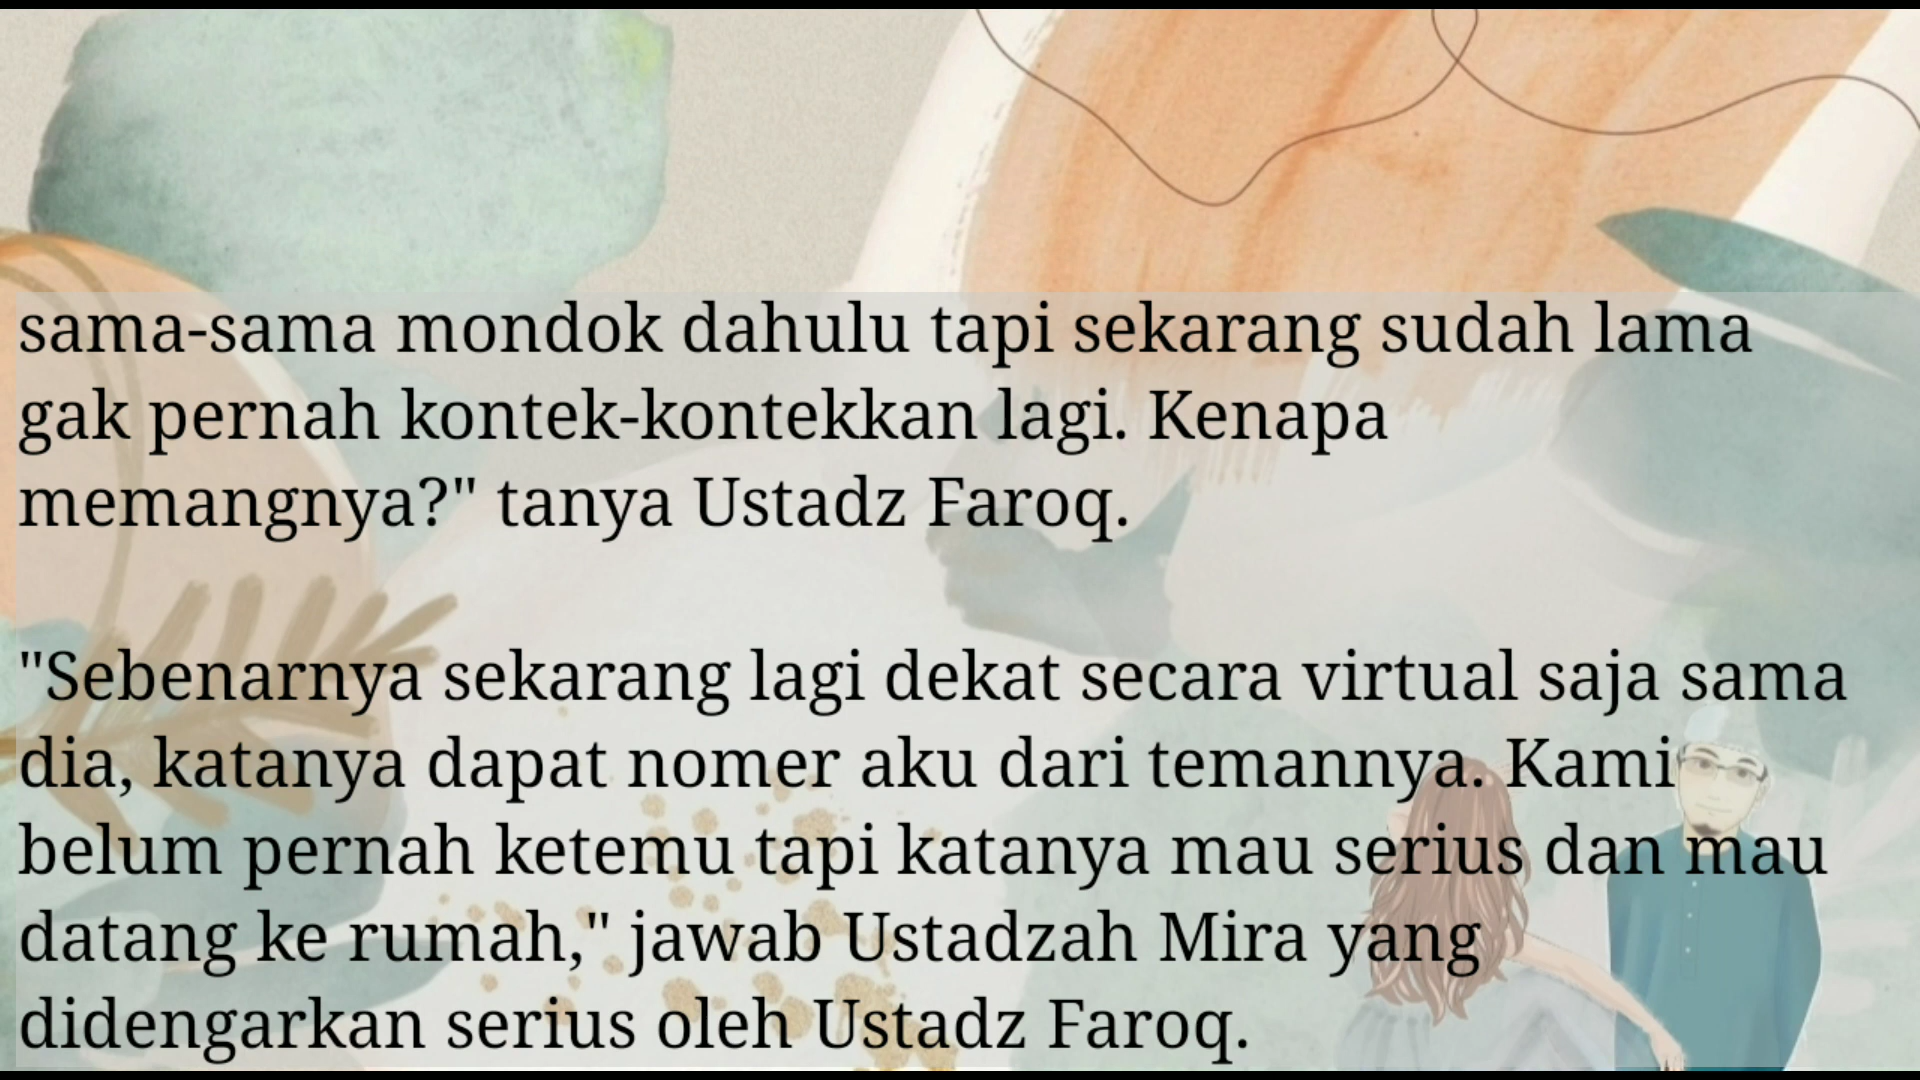 sama-sama mondok dahulu tapi sekarang sudah lama
gak pernah kontek-kontekkan lagi. Kenapa
memangnya?" tanya Ustadz Faroq.
"Sebenarnya sekarang lagi dekat secara virtual saja sama
dia, katanya dapat nomer aku dari temannya. Kami
belum pernah ketemu tapi katanya mau serius dan mau
datang ke rumah," jawab Ustadzah Mira yang
didengarkan serius oleh Ustadz Faroq.